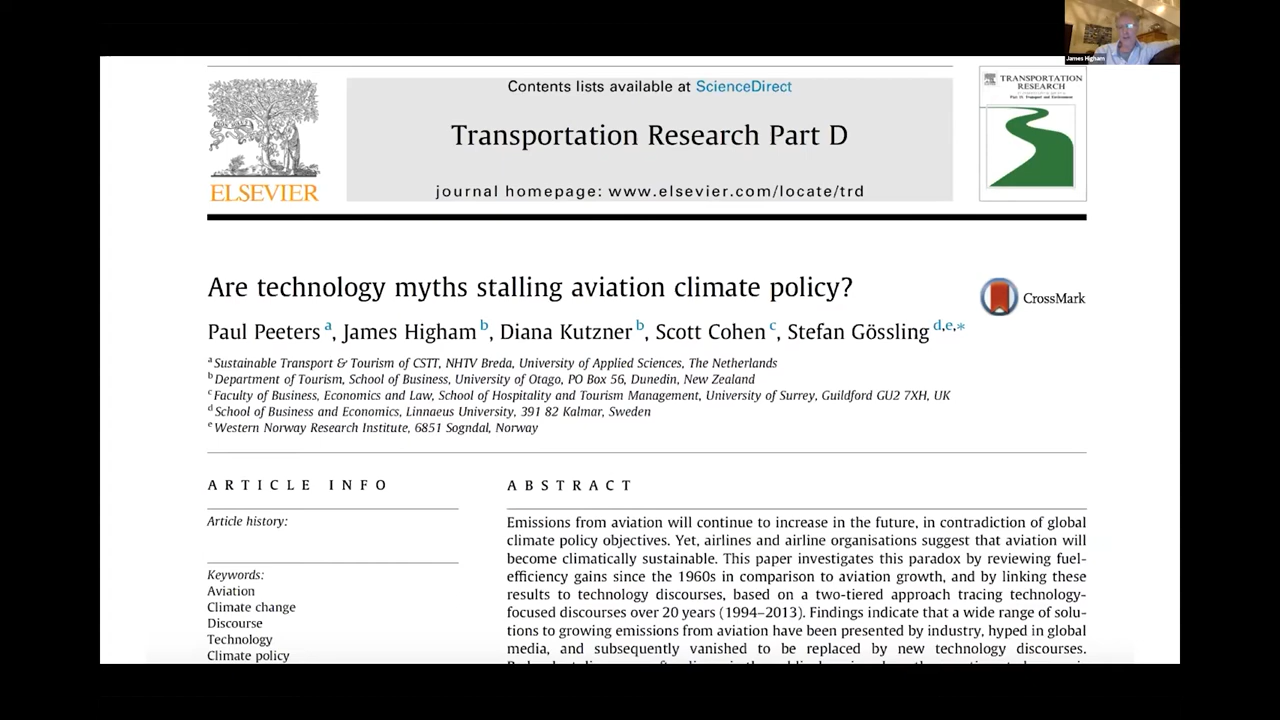 James Higham
Contents lists available at ScienceDirect
Transportation Research Part D
journal homepage: www.elsevier.com/locate/trd
ELSEVIER
TRANSPORTATION
RESEARCH
Are technology myths stalling aviation climate policy?
CrossMark
Paul Peeters a, James Higham b, Diana Kutzner b, Scott Cohen c, Stefan Gössling d,e,*
a Sustainable Transport & Tourism of CSTT, NHTV Breda, University of Applied Sciences, The Netherlands
b Department of Tourism, School of Business, University of Otago, PO Box 56, Dunedin, New Zealand
c Faculty of Business, Economics and Law, School of Hospitality and Tourism Management, University of Surrey, Guildford GU2 7XH, UK
d School of Business and Economics, Linnaeus University, 391 82 Kalmar, Sweden
e Western Norway Research Institute, 6851 Sogndal, Norway
ARTICLE INFO
Article history:
Keywords:
Aviation
Climate change
Discourse
Technology
Climate policy
ABSTRACT
Emissions from aviation will continue to increase in the future, in contradiction of global
climate policy objectives. Yet, airlines and airline organisations suggest that aviation will
become climatically sustainable. This paper investigates this paradox by reviewing fuel-
efficiency gains since the 1960s in comparison to aviation growth, and by linking these
results to technology discourses, based on a two-tiered approach tracing technology-
focused discourses over 20 years (1994–2013). Findings indicate that a wide range of solu-
tions to growing emissions from aviation have been presented by industry, hyped in global
media, and subsequently vanished to be replaced by new technology discourses.